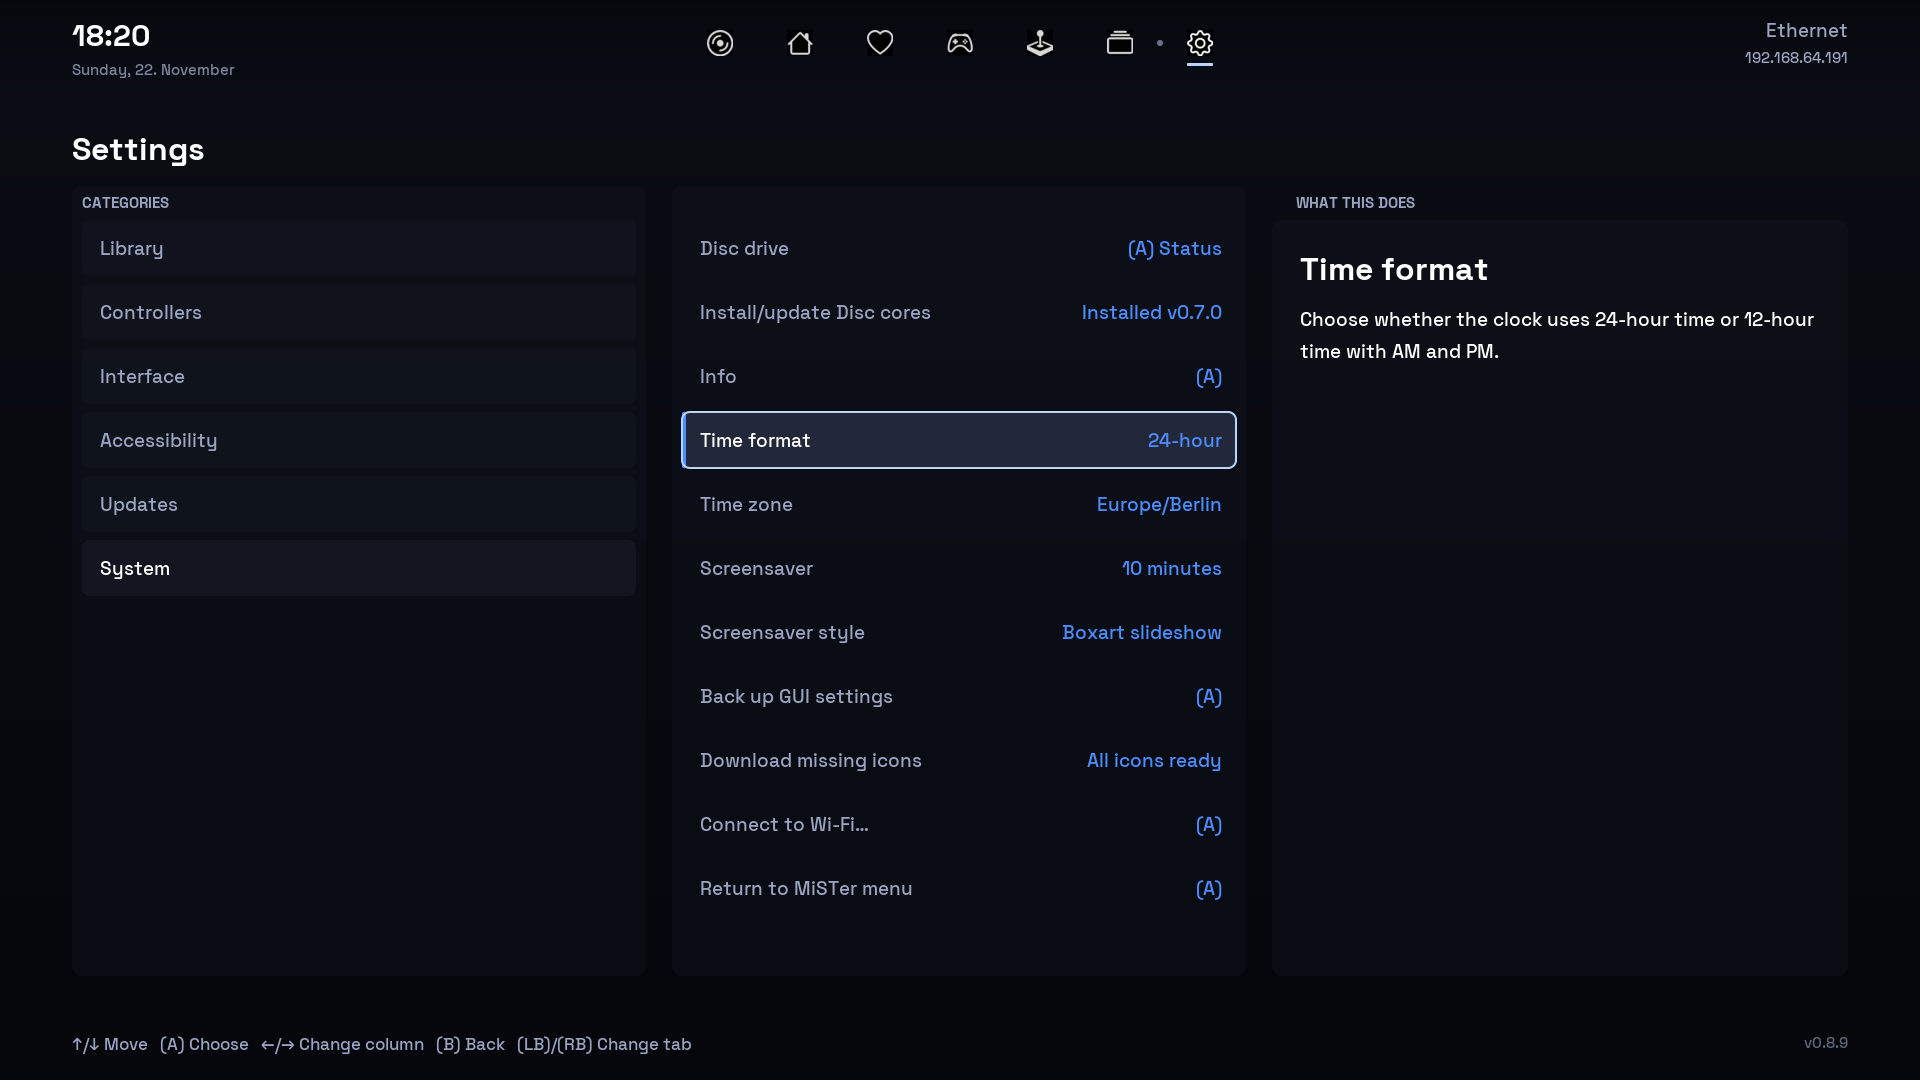 18:20
Sunday, 22. November
Ethernet
192.168.64.191
Settings
CATEGORIES
Library
Controllers
Interface
Accessibility
Updates
System
Disc drive (A) Status
Install/update Disc cores Installed v0.7.0
Info (A)
Time format 24-hour
Time zone Europe/Berlin
Screensaver 10 minutes
Screensaver style Boxart slideshow
Back up GUI settings (A)
Download missing icons All icons ready
Connect to Wi-Fi... (A)
Return to MiSTer menu (A)
WHAT THIS DOES
Time format
Choose whether the clock uses 24-hour time or 12-hour
time with AM and PM.
↑/↓ Move (A) Choose ←/→ Change column (B) Back (LB)/(RB) Change tab
v0.8.9